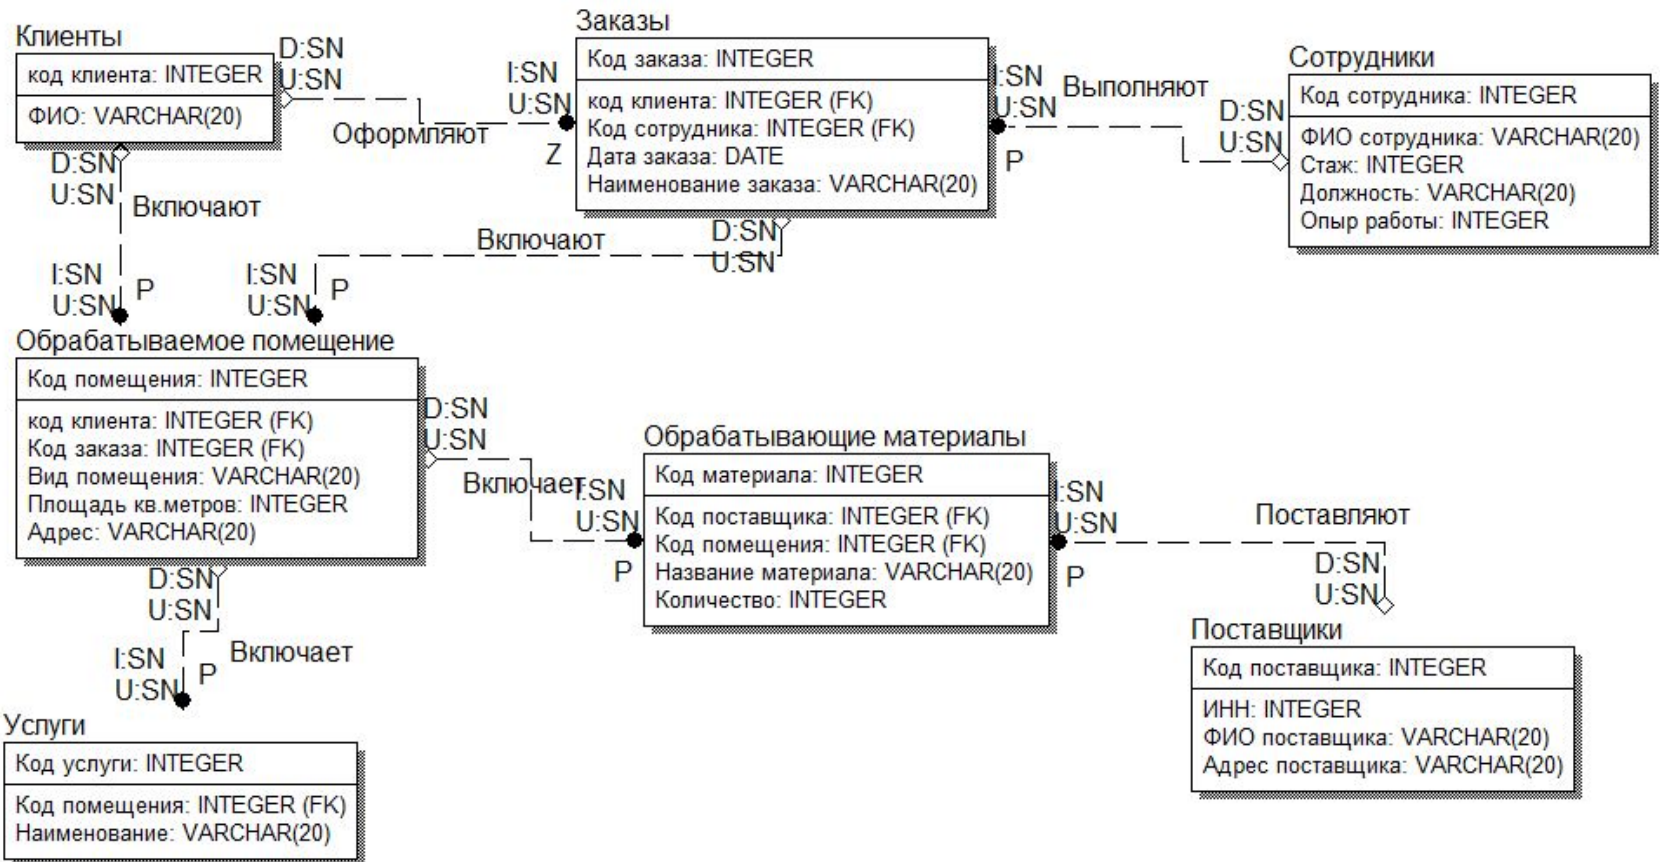 Клиенты
код клиента: INTEGER
ФИО: VARCHAR(20)
D:SN
U:SN
Оформляют
I:SN
U:SN
Z
Заказы
Код заказа: INTEGER
код клиента: INTEGER (FK)
Код сотрудника: INTEGER (FK)
Дата заказа: DATE
Наименование заказа: VARCHAR(20)
I:SN
U:SN
P
Выполняют
D:SN
U:SN
Сотрудники
Код сотрудника: INTEGER
ФИО сотрудника: VARCHAR(20)
Стаж: INTEGER
Должность: VARCHAR(20)
Опыр работы: INTEGER
D:SN
U:SN
Включают
I:SN
U:SN
P
D:SN
U:SN
Включают
I:SN
U:SN
P
Обрабатываемое помещение
Код помещения: INTEGER
код клиента: INTEGER (FK)
Код заказа: INTEGER (FK)
Вид помещения: VARCHAR(20)
Площадь кв.метров: INTEGER
Адрес: VARCHAR(20)
D:SN
U:SN
Включает
I:SN
U:SN
P
Обрабатывающие материалы
Код материала: INTEGER
Код поставщика: INTEGER (FK)
Код помещения: INTEGER (FK)
Название материала: VARCHAR(20)
Количество: INTEGER
I:SN
U:SN
P
Поставляют
D:SN
U:SN
Поставщики
Код поставщика: INTEGER
ИНН: INTEGER
ФИО поставщика: VARCHAR(20)
Адрес поставщика: VARCHAR(20)
D:SN
U:SN
Включает
I:SN
U:SN
P
Услуги
Код услуги: INTEGER
Код помещения: INTEGER (FK)
Наименование: VARCHAR(20)